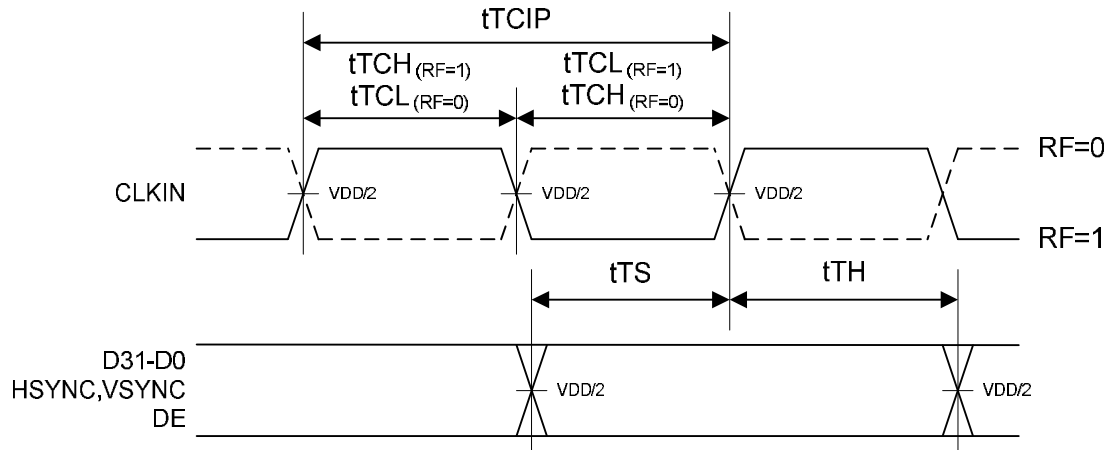 tTCIP
tTCH (RF=1) tTCL (RF=1)
tTCL (RF=0) tTCH (RF=0)
RF=0
CLKIN VDD/2 VDD/2 VDD/2
RF=1
tTS tTH
D31-D0
HSYNC,VSYNC VDD/2 VDD/2
DE